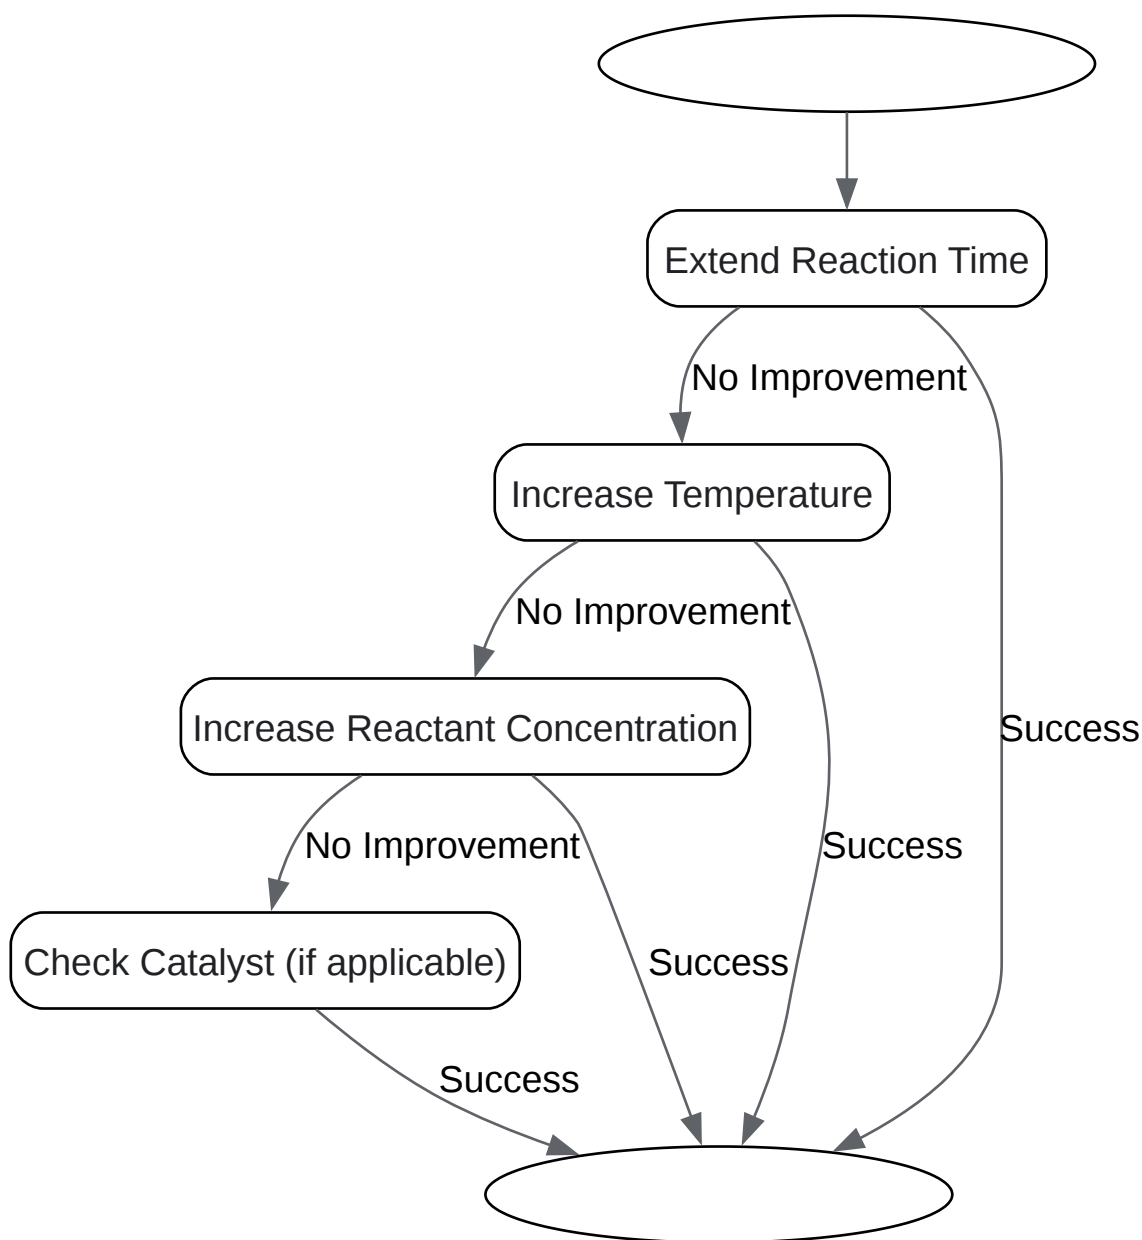 Extend Reaction Time
No Improvement
Increase Temperature
No Improvement
Increase Reactant Concentration
Success
No Improvement
Success
Check Catalyst (if applicable)
Success
Success